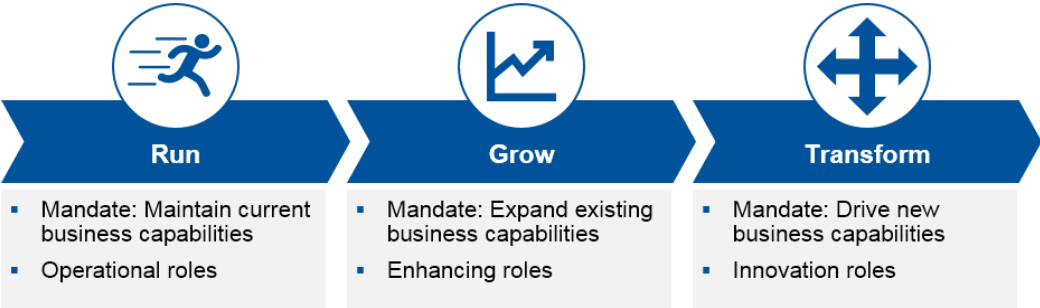 Run
Mandate: Maintain current
business capabilities
Operational roles
Grow
Mandate: Expand existing
business capabilities
Enhancing roles
Transform
Mandate: Drive new
business capabilities
Innovation roles